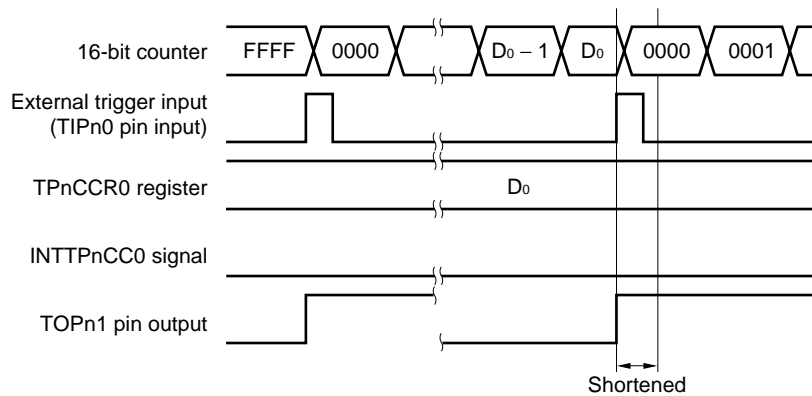 16-bit counter FFFF 0000 D0 − 1 D0 0000 0001
External trigger input
(TIPn0 pin input)
TPnCCR0 register D0
INTTPnCC0 signal
TOPn1 pin output
Shortened